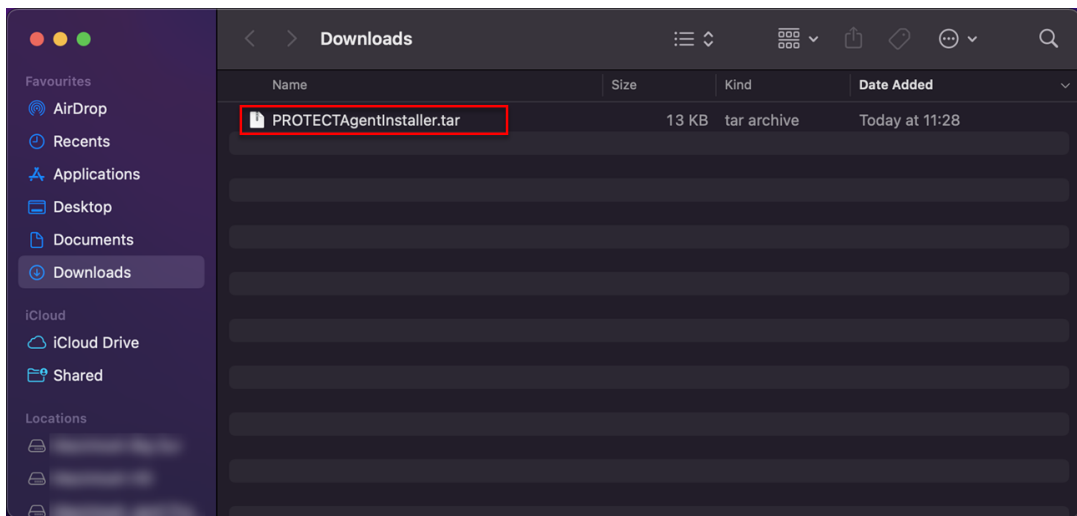 Downloads
Favourites
AirDrop
Recents
Applications
Desktop
Documents
Downloads
iCloud
iCloud Drive
Shared
Locations
Name Size Kind Date Added
PROTECTAgentInstaller.tar 13 KB tar archive Today at 11:28